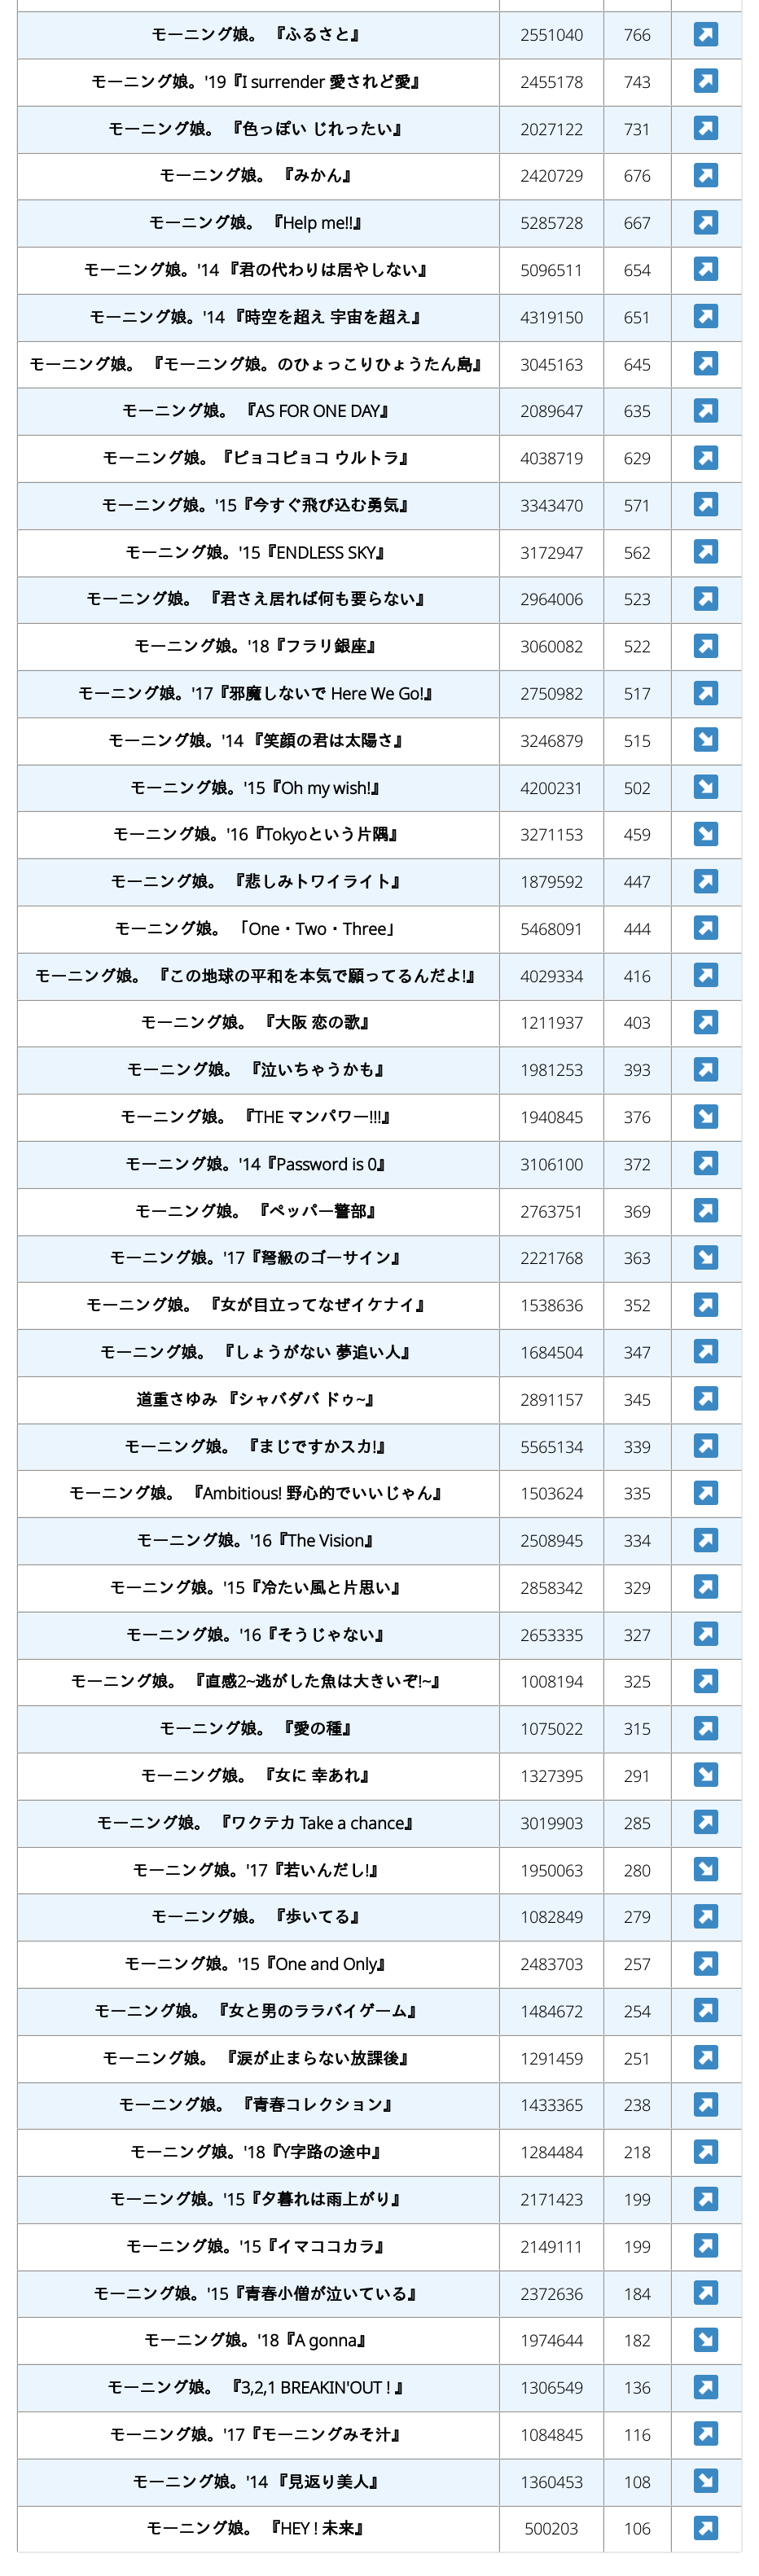 モーニング娘。 『ふるさと』 2551040 766
モーニング娘。'19『I surrender 愛されど愛』 2455178 743
モーニング娘。 『色っぽい じれったい』 2027122 731
モーニング娘。 『みかん』 2420729 676
モーニング娘。 『Help me!!』 5285728 667
モーニング娘。'14 『君の代わりは居やしない』 5096511 654
モーニング娘。'14 『時空を超え 宇宙を超え』 4319150 651
モーニング娘。 『モーニング娘。のひょっこりひょうたん島』 3045163 645
モーニング娘。 『AS FOR ONE DAY』 2089647 635
モーニング娘。『ピョコピョコ ウルトラ』 4038719 629
モーニング娘。'15『今すぐ飛び込む勇気』 3343470 571
モーニング娘。'15『ENDLESS SKY』 3172947 562
モーニング娘。 『君さえ居れば何も要らない』 2964006 523
モーニング娘。'18『フラリ銀座』 3060082 522
モーニング娘。'17『邪魔しないで Here We Go!』 2750982 517
モーニング娘。'14 『笑顔の君は太陽さ』 3246879 515
モーニング娘。'15『Oh my wish!』 4200231 502
モーニング娘。'16『Tokyoという片隅』 3271153 459
モーニング娘。 『悲しみトワイライト』 1879592 447
モーニング娘。 「One・Two・Three」 5468091 444
モーニング娘。 『この地球の平和を本気で願ってるんだよ!』 4029334 416
モーニング娘。 『大阪 恋の歌』 1211937 403
モーニング娘。 『泣いちゃうかも』 1981253 393
モーニング娘。 『THE マンパワー!!!』 1940845 376
モーニング娘。'14『Password is 0』 3106100 372
モーニング娘。 『ペッパー警部』 2763751 369
モーニング娘。'17『弩級のゴーサイン』 2221768 363
モーニング娘。 『女が目立ってなぜイケナイ』 1538636 352
モーニング娘。 『しょうがない 夢追い人』 1684504 347
道重さゆみ 『シャバダバ ドゥ~』 2891157 345
モーニング娘。 『まじですかスカ!』 5565134 339
モーニング娘。 『Ambitious! 野心的でいいじゃん』 1503624 335
モーニング娘。'16『The Vision』 2508945 334
モーニング娘。'15『冷たい風と片思い』 2858342 329
モーニング娘。'16『そうじゃない』 2653335 327
モーニング娘。 『直感2~逃がした魚は大きいぞ!~』 1008194 325
モーニング娘。 『愛の種』 1075022 315
モーニング娘。 『女に 幸あれ』 1327395 291
モーニング娘。 『ワクテカ Take a chance』 3019903 285
モーニング娘。'17『若いんだし!』 1950063 280
モーニング娘。 『歩いてる』 1082849 279
モーニング娘。'15『One and Only』 2483703 257
モーニング娘。 『女と男のララバイゲーム』 1484672 254
モーニング娘。 『涙が止まらない放課後』 1291459 251
モーニング娘。 『青春コレクション』 1433365 238
モーニング娘。'18『Y字路の途中』 1284484 218
モーニング娘。'15『夕暮れは雨上がり』 2171423 199
モーニング娘。'15『イマココカラ』 2149111 199
モーニング娘。'15『青春小僧が泣いている』 2372636 184
モーニング娘。'18『A gonna』 1974644 182
モーニング娘。 『3,2,1 BREAKIN'OUT ! 』 1306549 136
モーニング娘。'17『モーニングみそ汁』 1084845 116
モーニング娘。'14 『見返り美人』 1360453 108
モーニング娘。 『HEY ! 未来』 500203 106